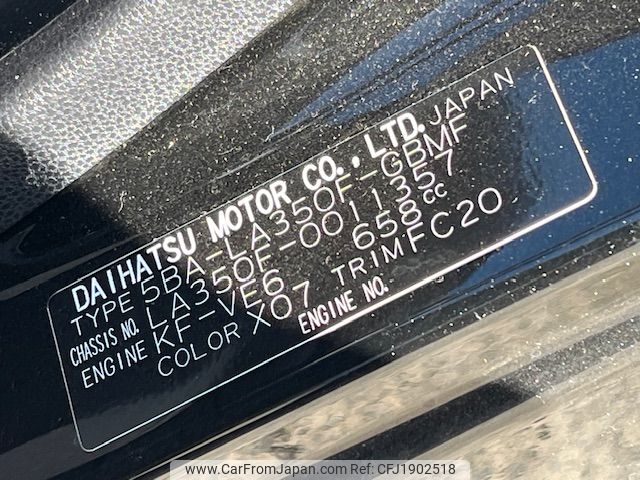 DAIHATSU MOTOR CO., LTD. JAPAN
TYPE 5BA-LA350F-GBMF
CHASSIS NO. LA350F-0011357
ENGINE KF-VE6 658CC
COLOR X07 TRIM FC20
ENGINE NO.
www.CarFromJapan.com | Ref No: CFJ1902518